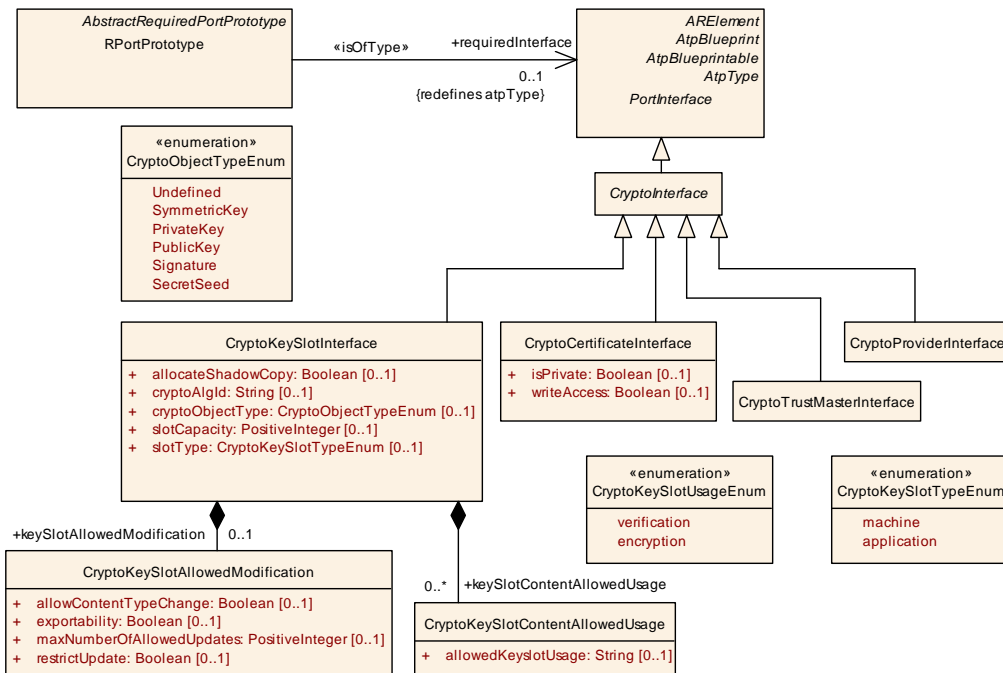 AbstractRequiredPortPrototype
RPortPrototype
«isOfType»
+requiredInterface
0..1
{redefines atpType}
ARElement
AtpBlueprint
AtpBlueprintable
AtpType
PortInterface
«enumeration»
CryptoObjectTypeEnum
Undefined
SymmetricKey
PrivateKey
PublicKey
Signature
SecretSeed
CryptoInterface
CryptoKeySlotInterface
+ allocateShadowCopy: Boolean [0..1]
+ cryptoAlgId: String [0..1]
+ cryptoObjectType: CryptoObjectTypeEnum [0..1]
+ slotCapacity: PositiveInteger [0..1]
+ slotType: CryptoKeySlotTypeEnum [0..1]
CryptoCertificateInterface
+ isPrivate: Boolean [0..1]
+ writeAccess: Boolean [0..1]
CryptoProviderInterface
CryptoTrustMasterInterface
«enumeration»
CryptoKeySlotUsageEnum
verification
encryption
«enumeration»
CryptoKeySlotTypeEnum
machine
application
+keySlotAllowedModification
0..1
CryptoKeySlotAllowedModification
+ allowContentTypeChange: Boolean [0..1]
+ exportability: Boolean [0..1]
+ maxNumberOfAllowedUpdates: PositiveInteger [0..1]
+ restrictUpdate: Boolean [0..1]
0..*
+keySlotContentAllowedUsage
CryptoKeySlotContentAllowedUsage
+ allowedKeyslotUsage: String [0..1]